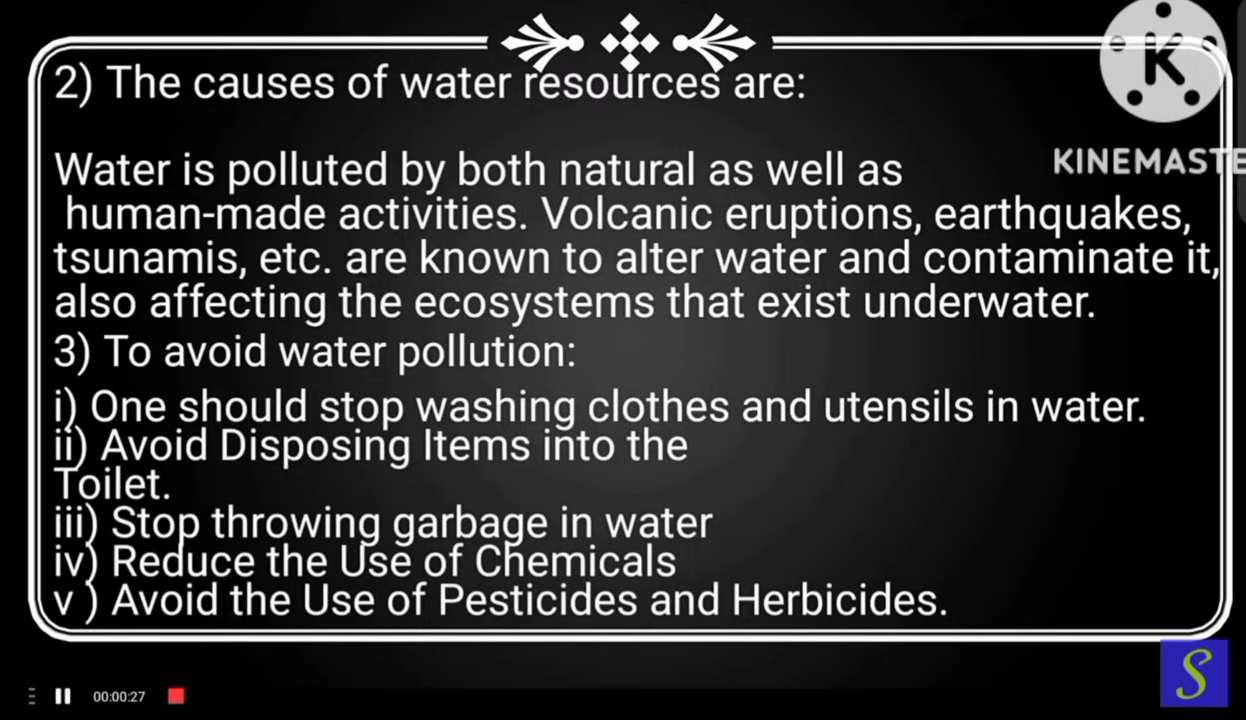 2) The causes of water resources are:
Water is polluted by both natural as well as
human-made activities. Volcanic eruptions, earthquakes,
tsunamis, etc. are known to alter water and contaminate it,
also affecting the ecosystems that exist underwater.
3) To avoid water pollution:
i) One should stop washing clothes and utensils in water.
ii) Avoid Disposing Items into the
Toilet.
iii) Stop throwing garbage in water
iv) Reduce the Use of Chemicals
v ) Avoid the Use of Pesticides and Herbicides.
K
KINEMASTE
00:00:27
S